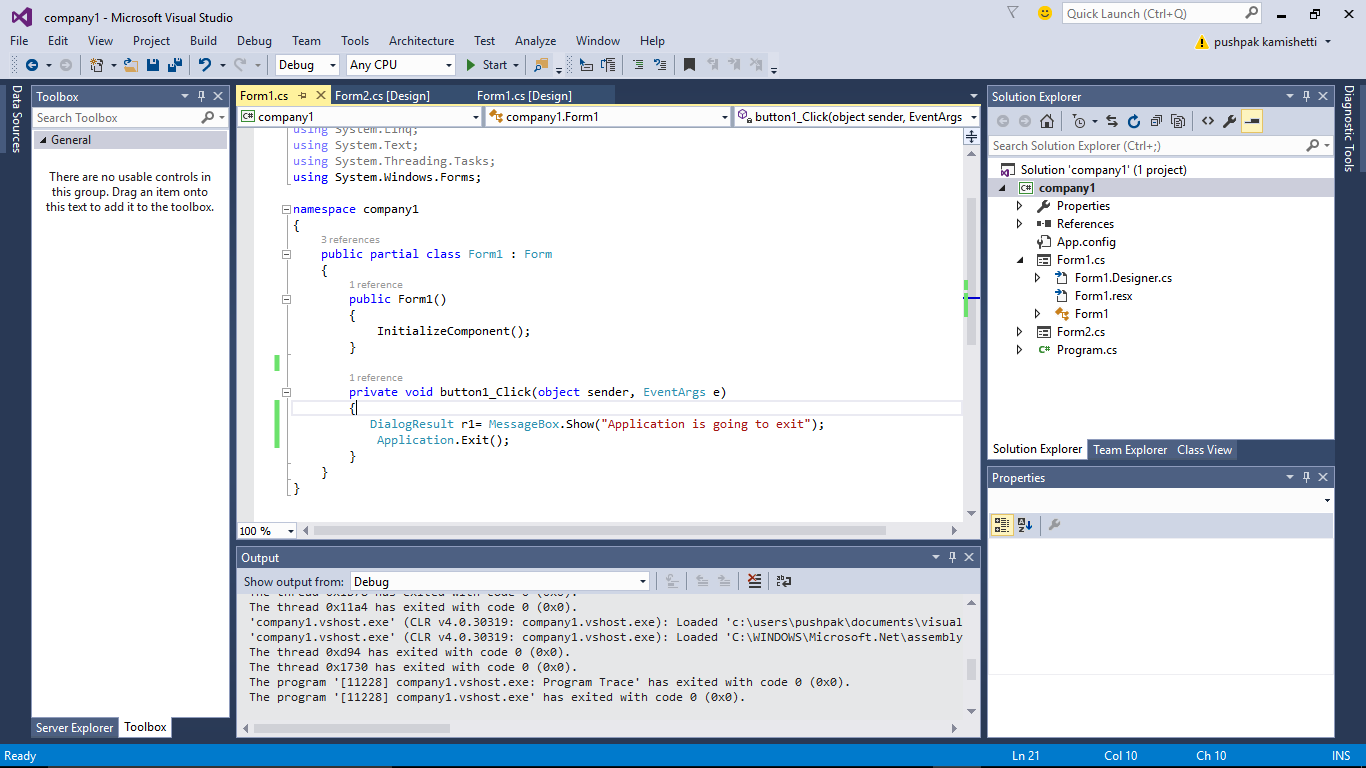 company1 - Microsoft Visual Studio
Quick Launch (Ctrl+Q)
File Edit View Project Build Debug Team Tools Architecture Test Analyze Window Help
pushpak kamishetti
Debug Any CPU Start
Data Sources
Toolbox
Search Toolbox
General
There are no usable controls in
this group. Drag an item onto
this text to add it to the toolbox.
Server Explorer Toolbox
Form1.cs Form2.cs [Design] Form1.cs [Design]
company1 company1.Form1 button1_Click(object sender, EventArgs
using System.Linq;
using System.Text;
using System.Threading.Tasks;
using System.Windows.Forms;
namespace company1
{
3 references
public partial class Form1 : Form
{
1 reference
public Form1()
{
InitializeComponent();
}
1 reference
private void button1_Click(object sender, EventArgs e)
{
DialogResult r1= MessageBox.Show("Application is going to exit");
Application.Exit();
}
}
}
100 %
Output
Show output from: Debug
The thread 0x11a4 has exited with code 0 (0x0).
'company1.vshost.exe' (CLR v4.0.30319: company1.vshost.exe): Loaded 'c:\users\pushpak\documents\visual
'company1.vshost.exe' (CLR v4.0.30319: company1.vshost.exe): Loaded 'C:\WINDOWS\Microsoft.Net\assembly
The thread 0xd94 has exited with code 0 (0x0).
The thread 0x1730 has exited with code 0 (0x0).
The program '[11228] company1.vshost.exe: Program Trace' has exited with code 0 (0x0).
The program '[11228] company1.vshost.exe' has exited with code 0 (0x0).
Solution Explorer
Search Solution Explorer (Ctrl+;)
Solution 'company1' (1 project)
company1
Properties
References
App.config
Form1.cs
Form1.Designer.cs
Form1.resx
Form1
Form2.cs
Program.cs
Solution Explorer Team Explorer Class View
Properties
Diagnostic Tools
Ready Ln 21 Col 10 Ch 10 INS